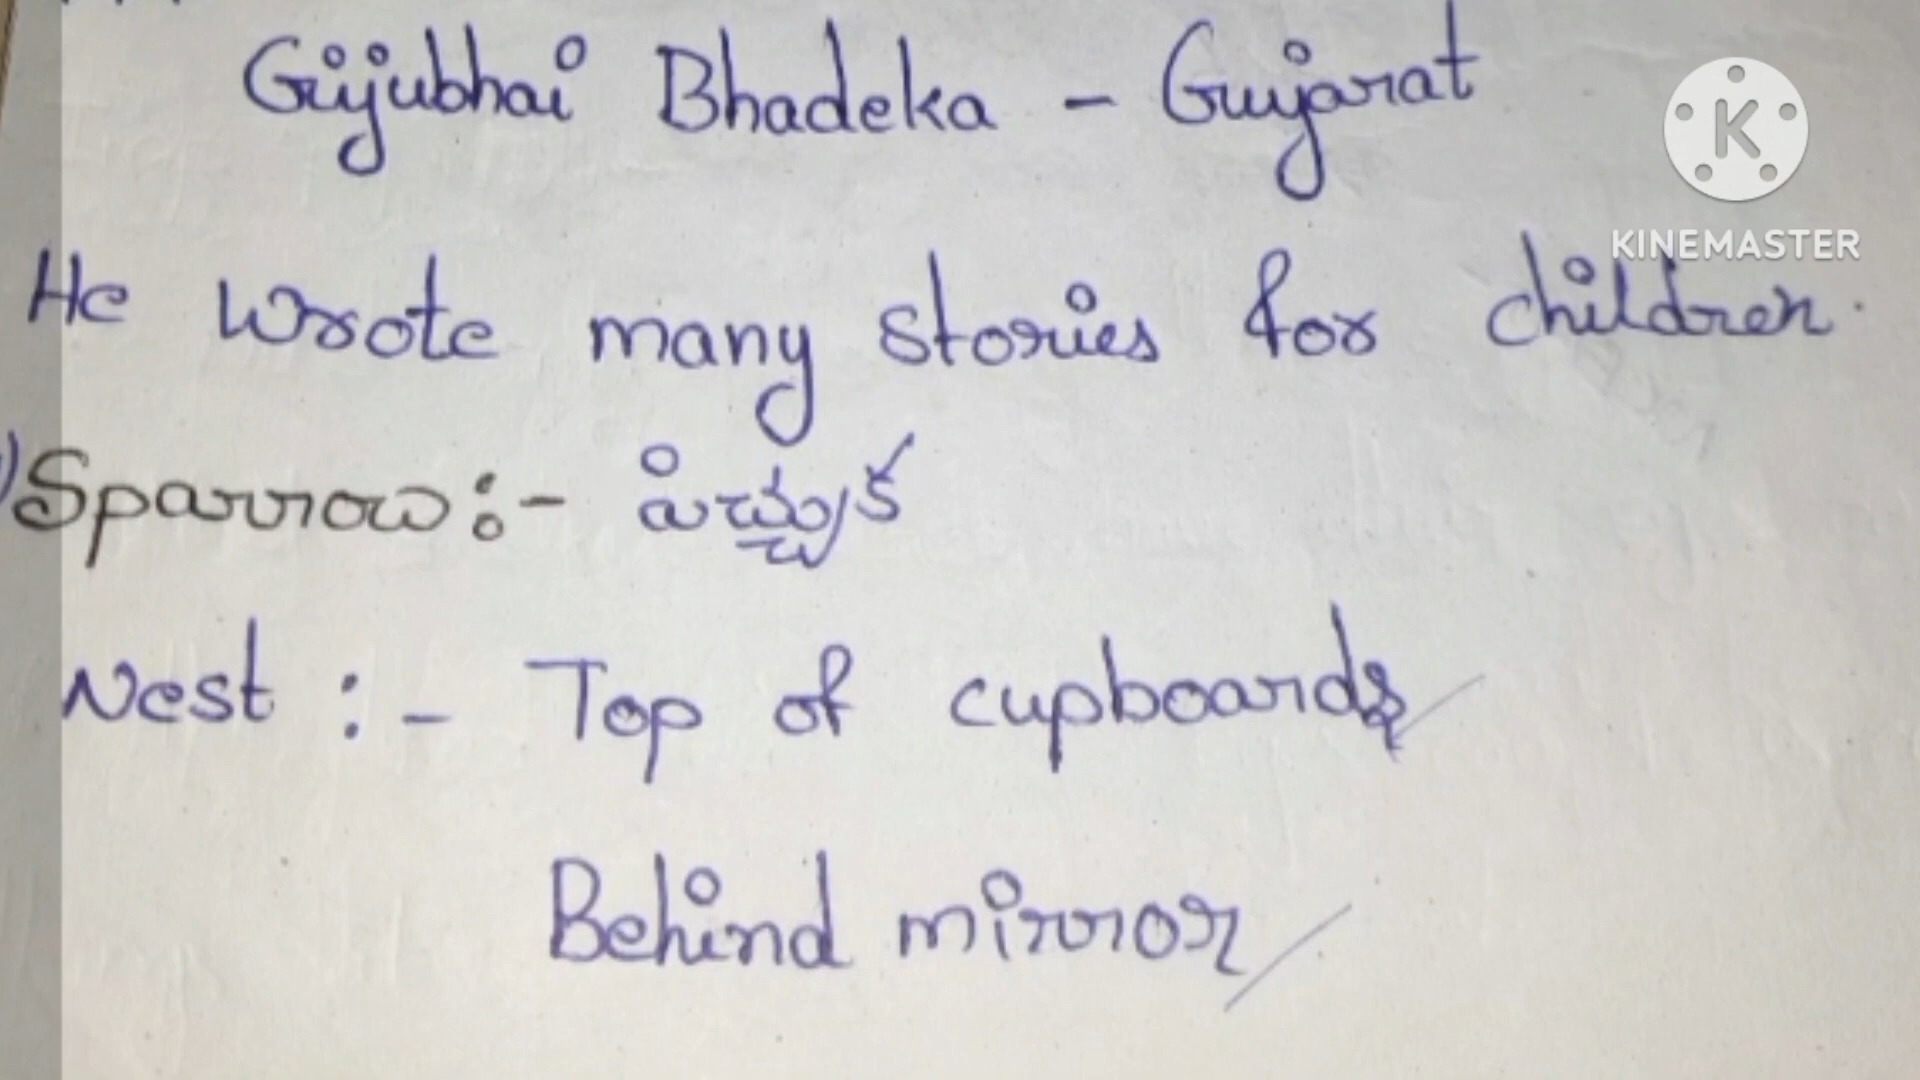 Gijubhai Bhadeka - Gujarat
K
KINEMASTER
He wrote many stories for children.
)Sparrow:- పిచ్చుక
Nest :- Top of cupboards
Behind mirror